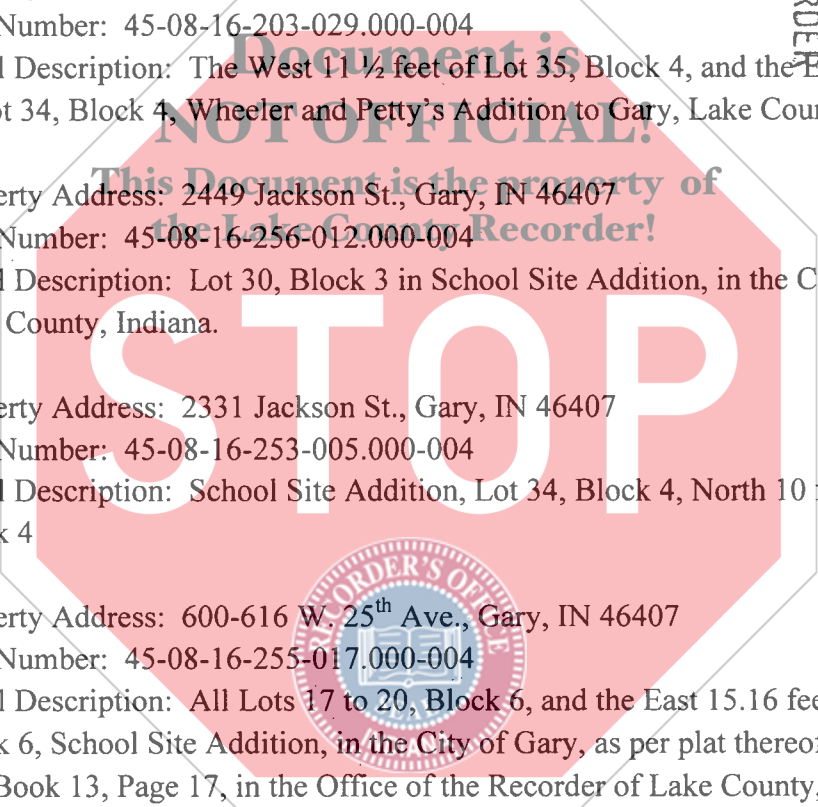 Number: 45-08-16-203-029.000-004
Description: The West 11 ½ feet of Lot 35, Block 4, and the E
34, Block 4, Wheeler and Petty's Addition to Gary, Lake Coun
Document is
NOT OFFICIAL!
This Document is the property of
the Lake County Recorder!
erty Address: 2449 Jackson St., Gary, IN 46407
Number: 45-08-16-256-012.000-004
Description: Lot 30, Block 3 in School Site Addition, in the C
County, Indiana.
STOP
erty Address: 2331 Jackson St., Gary, IN 46407
Number: 45-08-16-253-005.000-004
Description: School Site Addition, Lot 34, Block 4, North 10
k 4
RECORDER'S OFFICE
SEAL
erty Address: 600-616 W. 25th Ave., Gary, IN 46407
Number: 45-08-16-255-017.000-004
Description: All Lots 17 to 20, Block 6, and the East 15.16 fee
k 6, School Site Addition, in the City of Gary, as per plat thereof
Book 13, Page 17, in the Office of the Recorder of Lake County,
RDER